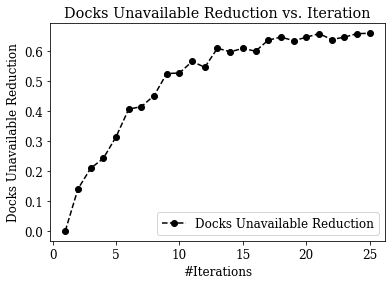 Docks Unavailable Reduction vs. Iteration
Docks Unavailable Reduction
0.6
0.5
0.4
0.3
0.2
0.1
0.0
Docks Unavailable Reduction
0 5 10 15 20 25
#Iterations